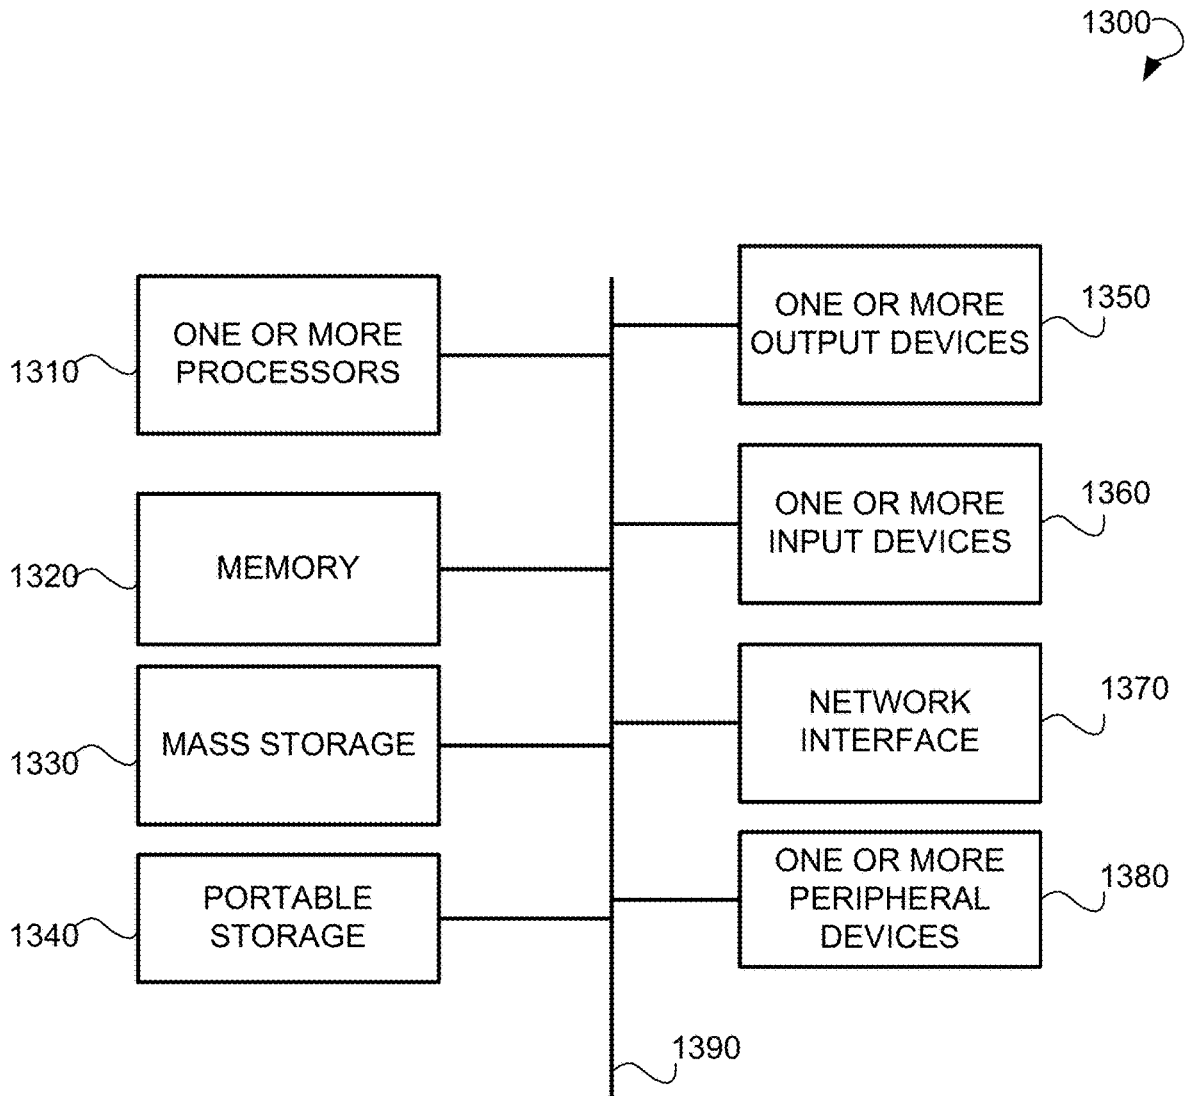 1300
ONE OR MORE
PROCESSORS
1310
MEMORY
1320
MASS STORAGE
1330
PORTABLE
STORAGE
1340
ONE OR MORE
OUTPUT DEVICES
1350
ONE OR MORE
INPUT DEVICES
1360
NETWORK
INTERFACE
1370
ONE OR MORE
PERIPHERAL
DEVICES
1380
1390